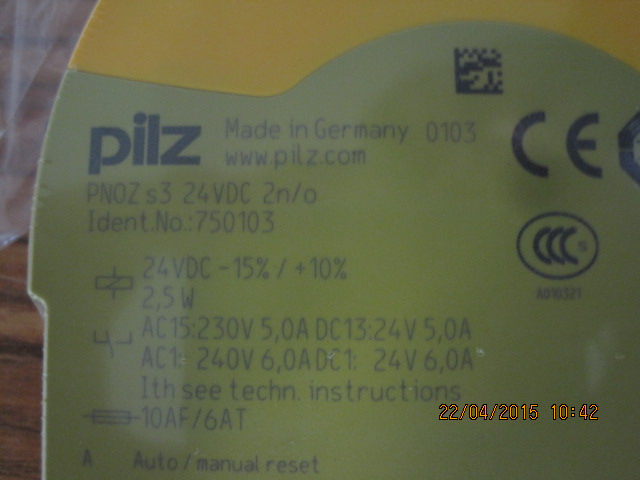 pilz Made in Germany 0103
www.pilz.com
CE
PNOZ s3 24VDC 2n/o
Ident.No.:750103
CCC S
A010321
24VDC -15% / +10%
2,5W
AC15:230V 5,0A DC13:24V 5,0A
AC1: 240V 6,0A DC1: 24V 6,0A
Ith see techn. instructions
10AF/6AT
22/04/2015 10:42
A Auto / manual reset